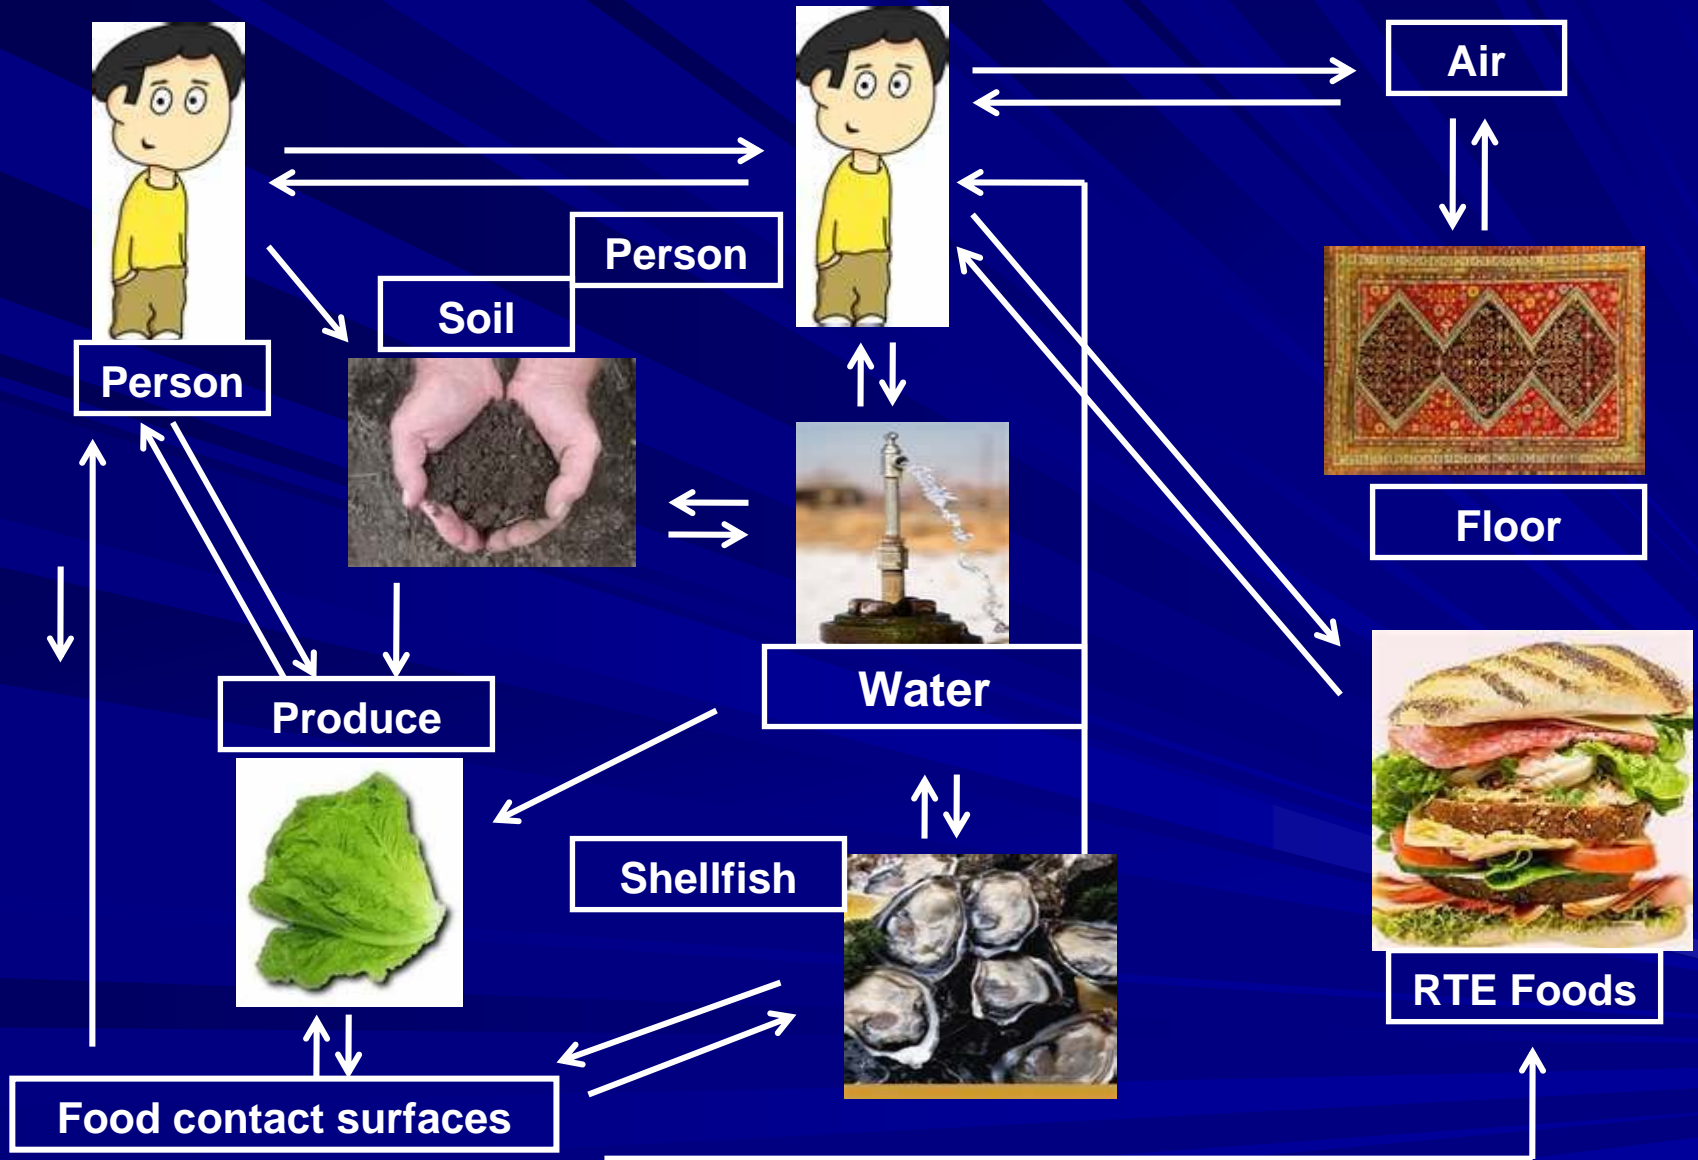 Air
Person
Soil
Person
Floor
Water
Produce
Shellfish
RTE Foods
Food contact surfaces